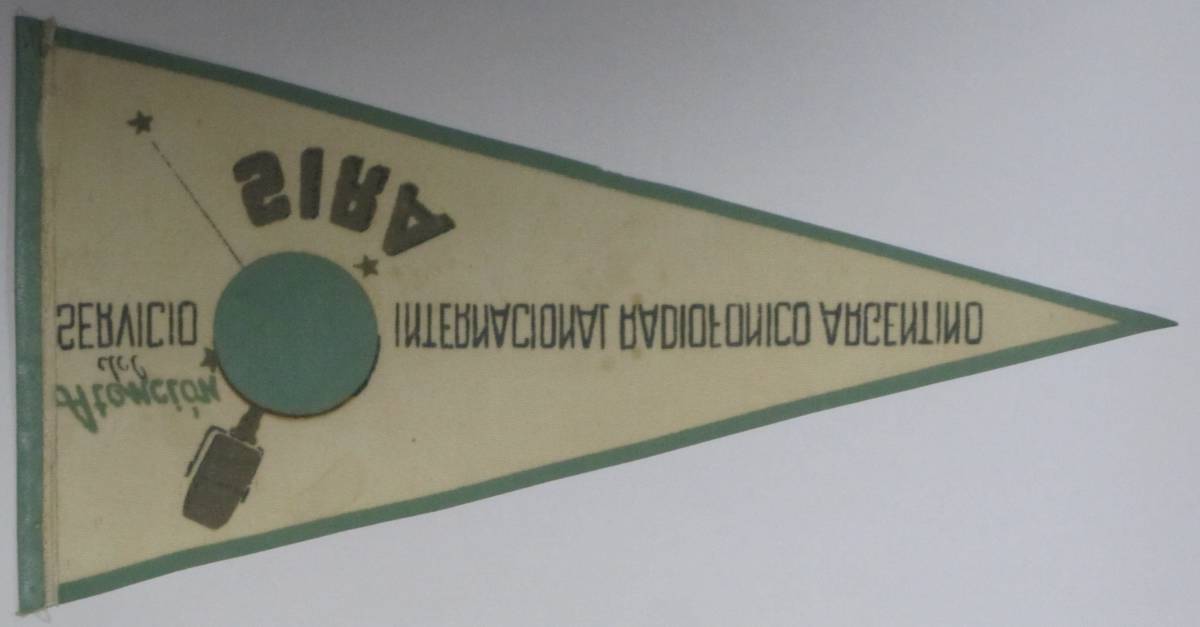 Atención
del
SERVICIO INTERNACIONAL RADIOFONICO ARGENTINO
SIRA